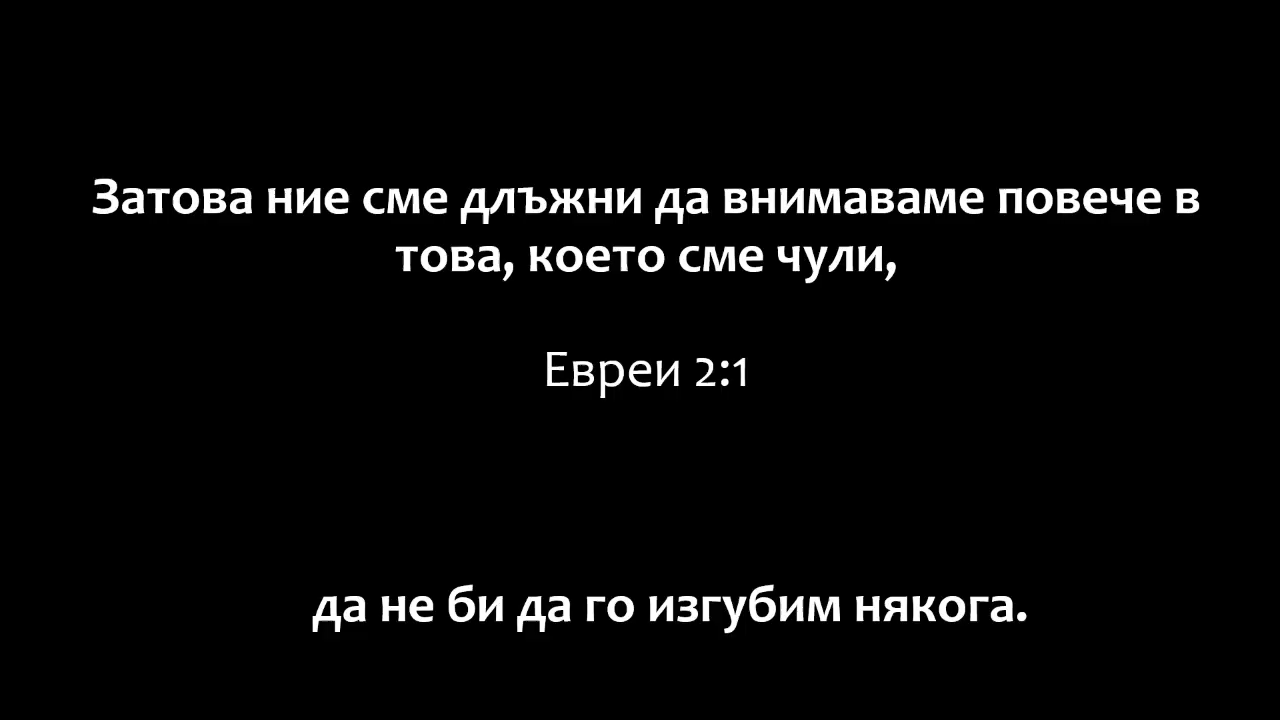 Затова ние сме длъжни да внимаваме повече в
това, което сме чули,
Евреи 2:1
да не би да го изгубим някога.